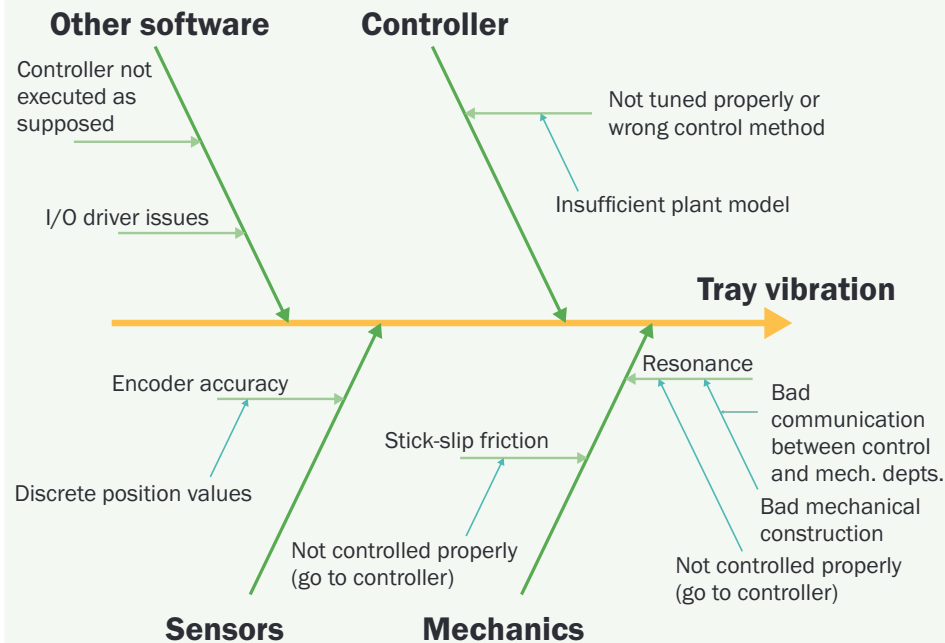 Other software
Controller
Controller not
executed as
supposed
Not tuned properly or
wrong control method
I/O driver issues
Insufficient plant model
Tray vibration
Encoder accuracy
Discrete position values
Resonance
Stick-slip friction
Bad
communication
between control
and mech. depts.
Bad mechanical
construction
Not controlled properly
(go to controller)
Not controlled properly
(go to controller)
Sensors
Mechanics